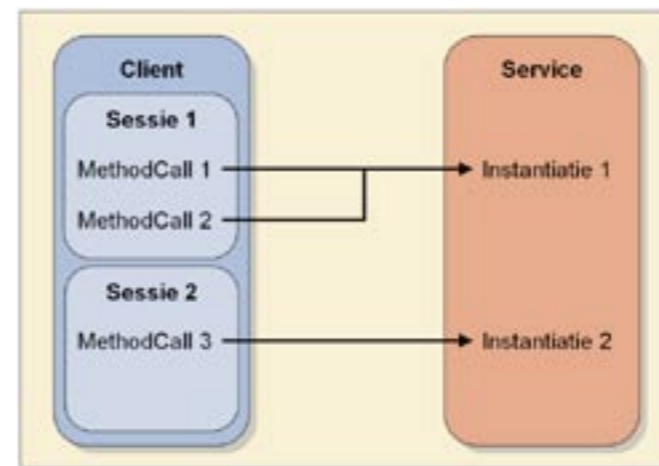 Client
Sessie 1
MethodCall 1
MethodCall 2
Sessie 2
MethodCall 3
Service
Instantiatie 1
Instantiatie 2